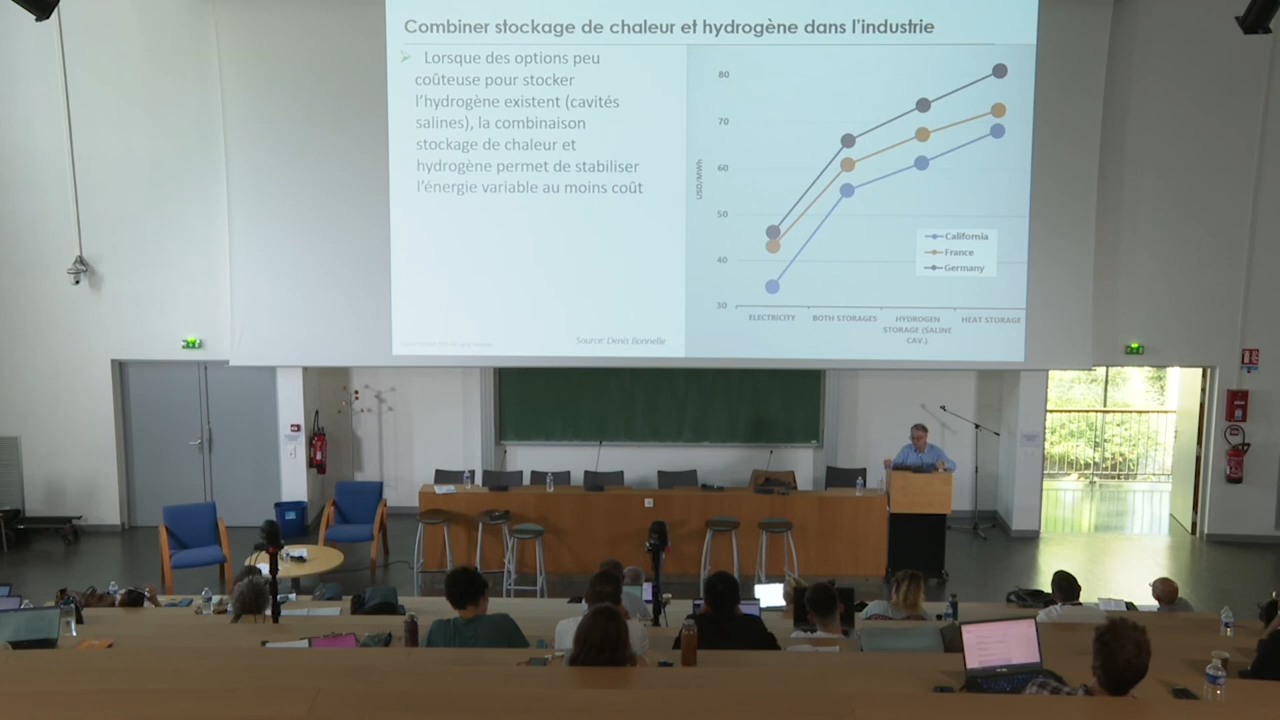 Combiner stockage de chaleur et hydrogène dans l'industrie
Lorsque des options peu
coûteuse pour stocker
l'hydrogène existent (cavités
salines), la combinaison
stockage de chaleur et
hydrogène permet de stabiliser
l'énergie variable au moins coût
Source: Denis Bonnelle
USD/MWh
80
70
60
50
40
30
California
France
Germany
ELECTRICITY
BOTH STORAGES
HYDROGEN
STORAGE (SALINE
CAV.)
HEAT STORAGE